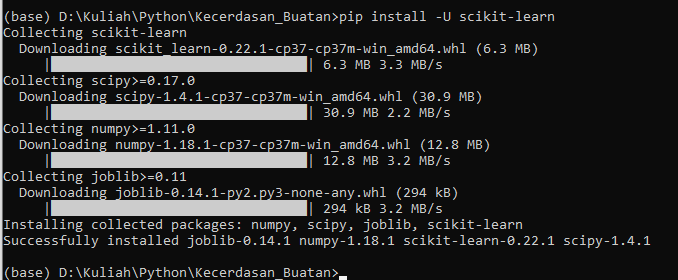 (base) D:\Kuliah\Python\Kecerdasan_Buatan>pip install -U scikit-learn
Collecting scikit-learn
Downloading scikit_learn-0.22.1-cp37-cp37m-win_amd64.whl (6.3 MB)
| | 6.3 MB 3.3 MB/s
Collecting scipy>=0.17.0
Downloading scipy-1.4.1-cp37-cp37m-win_amd64.whl (30.9 MB)
| | 30.9 MB 2.2 MB/s
Collecting numpy>=1.11.0
Downloading numpy-1.18.1-cp37-cp37m-win_amd64.whl (12.8 MB)
| | 12.8 MB 3.2 MB/s
Collecting joblib>=0.11
Downloading joblib-0.14.1-py2.py3-none-any.whl (294 kB)
| | 294 kB 3.2 MB/s
Installing collected packages: numpy, scipy, joblib, scikit-learn
Successfully installed joblib-0.14.1 numpy-1.18.1 scikit-learn-0.22.1 scipy-1.4.1
(base) D:\Kuliah\Python\Kecerdasan_Buatan>